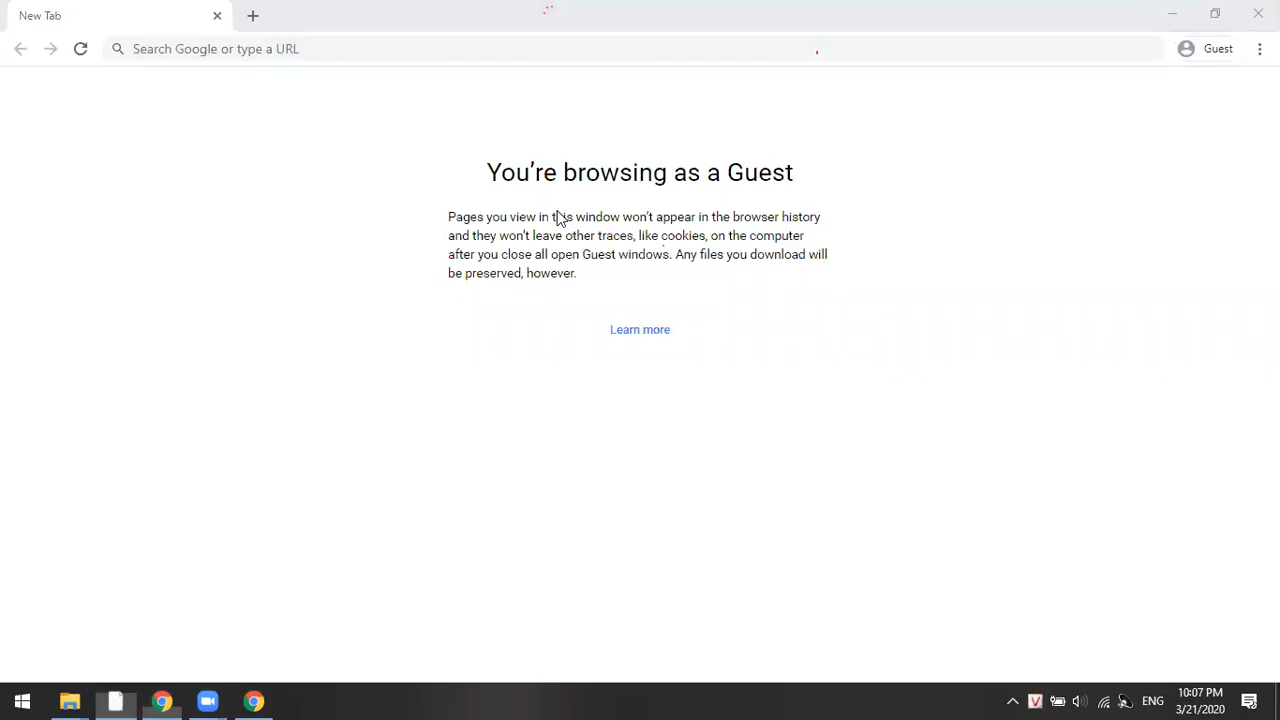 New Tab
Search Google or type a URL
Guest
You're browsing as a Guest
Pages you view in this window won't appear in the browser history
and they won't leave other traces, like cookies, on the computer
after you close all open Guest windows. Any files you download will
be preserved, however.
Learn more
V
ENG
10:07 PM
3/21/2020